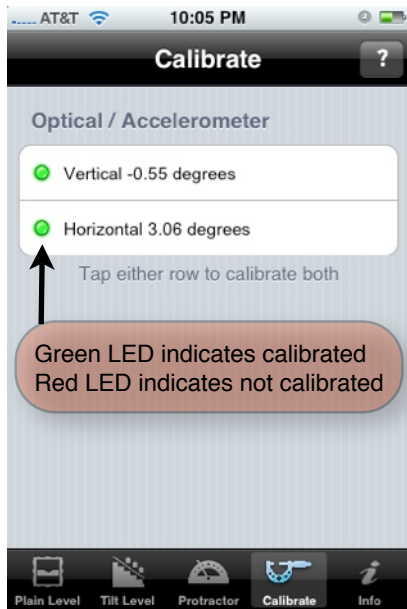 AT&T 10:05 PM
Calibrate ?
Optical / Accelerometer
Vertical -0.55 degrees
Horizontal 3.06 degrees
Tap either row to calibrate both
Green LED indicates calibrated
Red LED indicates not calibrated
Plain Level Tilt Level Protractor Calibrate Info